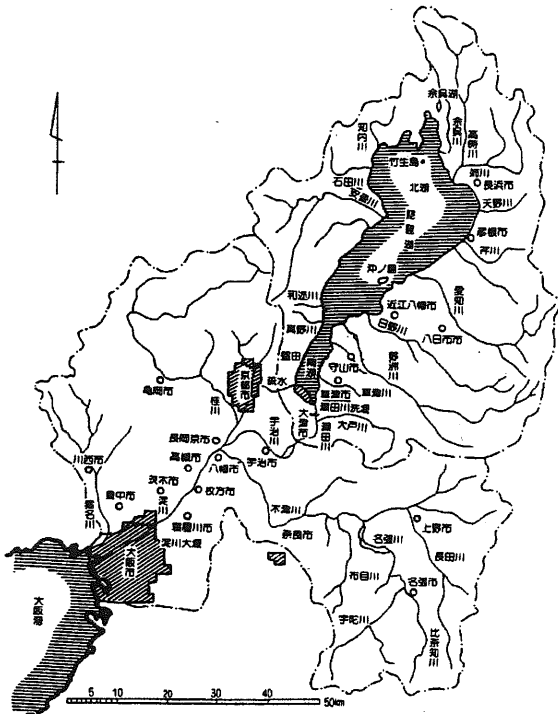 余呉湖
余呉川
高時川
知内川
竹生島
姉川
長浜市
石田川
安曇川
北湖
天野川
琵琶湖
彦根市
芹川
沖ノ島
和邇川
愛知川
近江八幡市
日野川
八日市市
真野川
堅田
野洲川
南湖
守山市
京都市
疏水
草津市
草津川
亀岡市
桂川
瀬田川洗堰
大津市
瀬田川
大戸川
宇治川
長岡京市
川西市
高槻市
八幡市
宇治市
茨木市
淀川
豊中市
枚方市
猪名川
寝屋川市
木津川
上野市
淀川大堰
奈良市
名張川
大阪市
長田川
布目川
名張市
大阪湾
宇陀川
比奈知川
5 10 20 30 40 50km